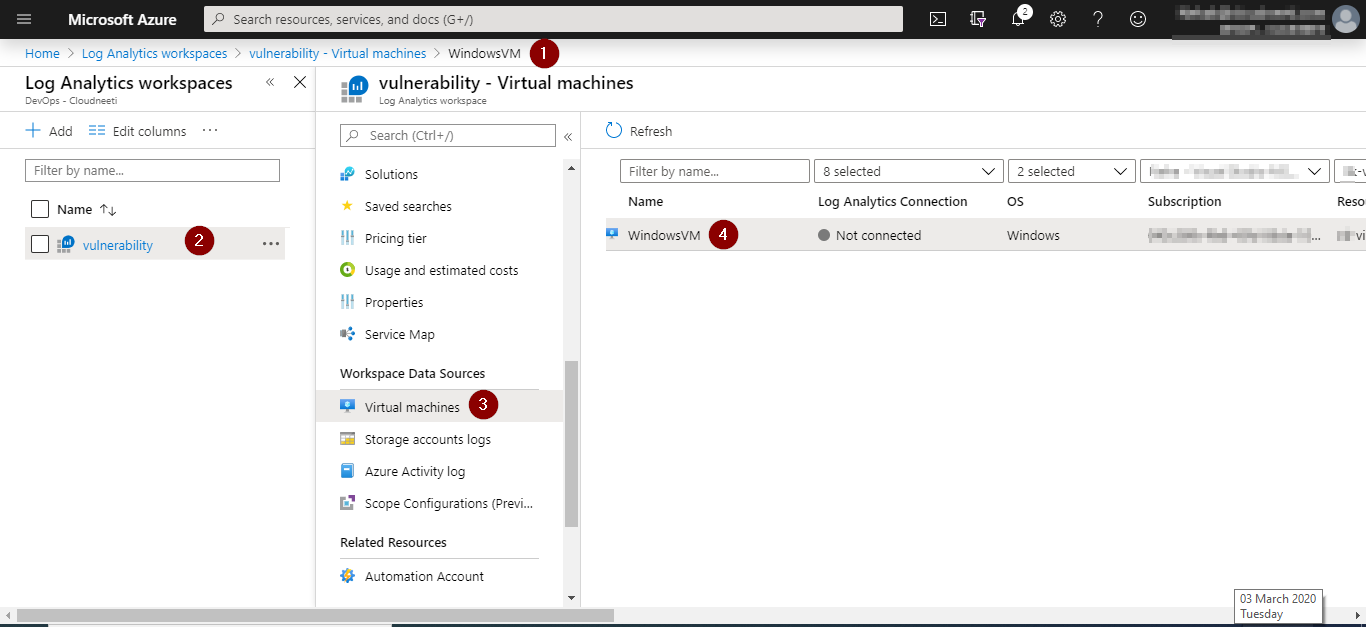 Microsoft Azure
Search resources, services, and docs (G+/)
2
Home > Log Analytics workspaces > vulnerability - Virtual machines > WindowsVM 1
Log Analytics workspaces
DevOps - Cloudneeti
Add Edit columns ...
Filter by name...
Name
vulnerability 2 ...
vulnerability - Virtual machines
Log Analytics workspace
Search (Ctrl+/)
Solutions
Saved searches
Pricing tier
Usage and estimated costs
Properties
Service Map
Workspace Data Sources
Virtual machines 3
Storage accounts logs
Azure Activity log
Scope Configurations (Previ...
Related Resources
Automation Account
Refresh
Filter by name... 8 selected 2 selected
Name Log Analytics Connection OS Subscription Reso
WindowsVM 4 Not connected Windows
03 March 2020
Tuesday